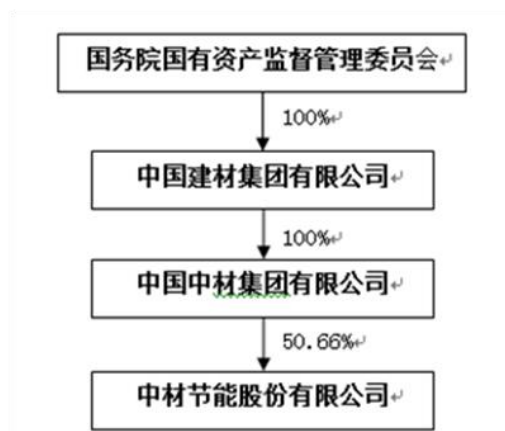 国务院国有资产监督管理委员会
100%
中国建材集团有限公司
100%
中国中材集团有限公司
50.66%
中材节能股份有限公司